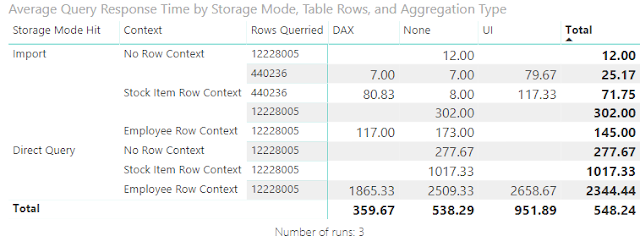 Average Query Response Time by Storage Mode, Table Rows, and Aggregation Type
Storage Mode Hit Context Rows Querried DAX None UI Total
Import No Row Context 12228005 12.00 12.00
440236 7.00 7.00 79.67 25.17
Stock Item Row Context 440236 80.83 8.00 117.33 71.75
12228005 302.00 302.00
Employee Row Context 12228005 117.00 173.00 145.00
Direct Query No Row Context 12228005 277.67 277.67
Stock Item Row Context 12228005 1017.33 1017.33
Employee Row Context 12228005 1865.33 2509.33 2658.67 2344.44
Total 359.67 538.29 951.89 548.24
Number of runs: 3